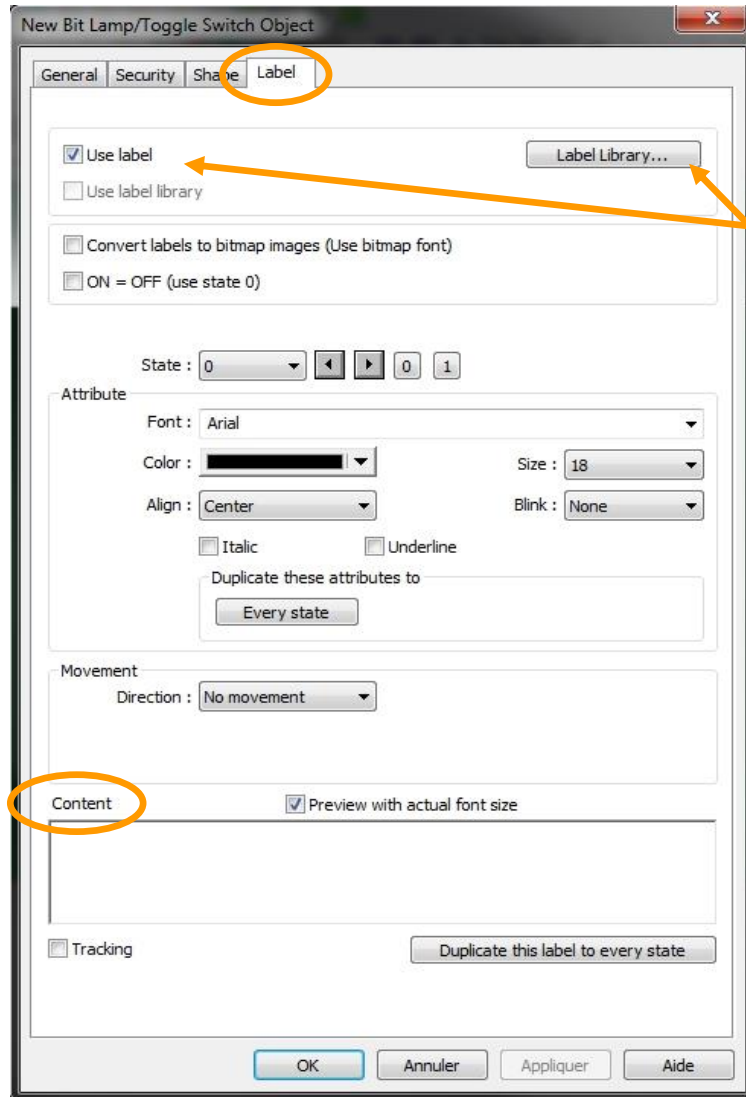 New Bit Lamp/Toggle Switch Object
General Security Shape Label
Use label Label Library...
Use label library
Convert labels to bitmap images (Use bitmap font)
ON = OFF (use state 0)
State : 0 0 1
Attribute
Font : Arial
Color : Size : 18
Align : Center Blink : None
Italic Underline
Duplicate these attributes to
Every state
Movement
Direction : No movement
Content Preview with actual font size
Tracking Duplicate this label to every state
OK Annuler Appliquer Aide